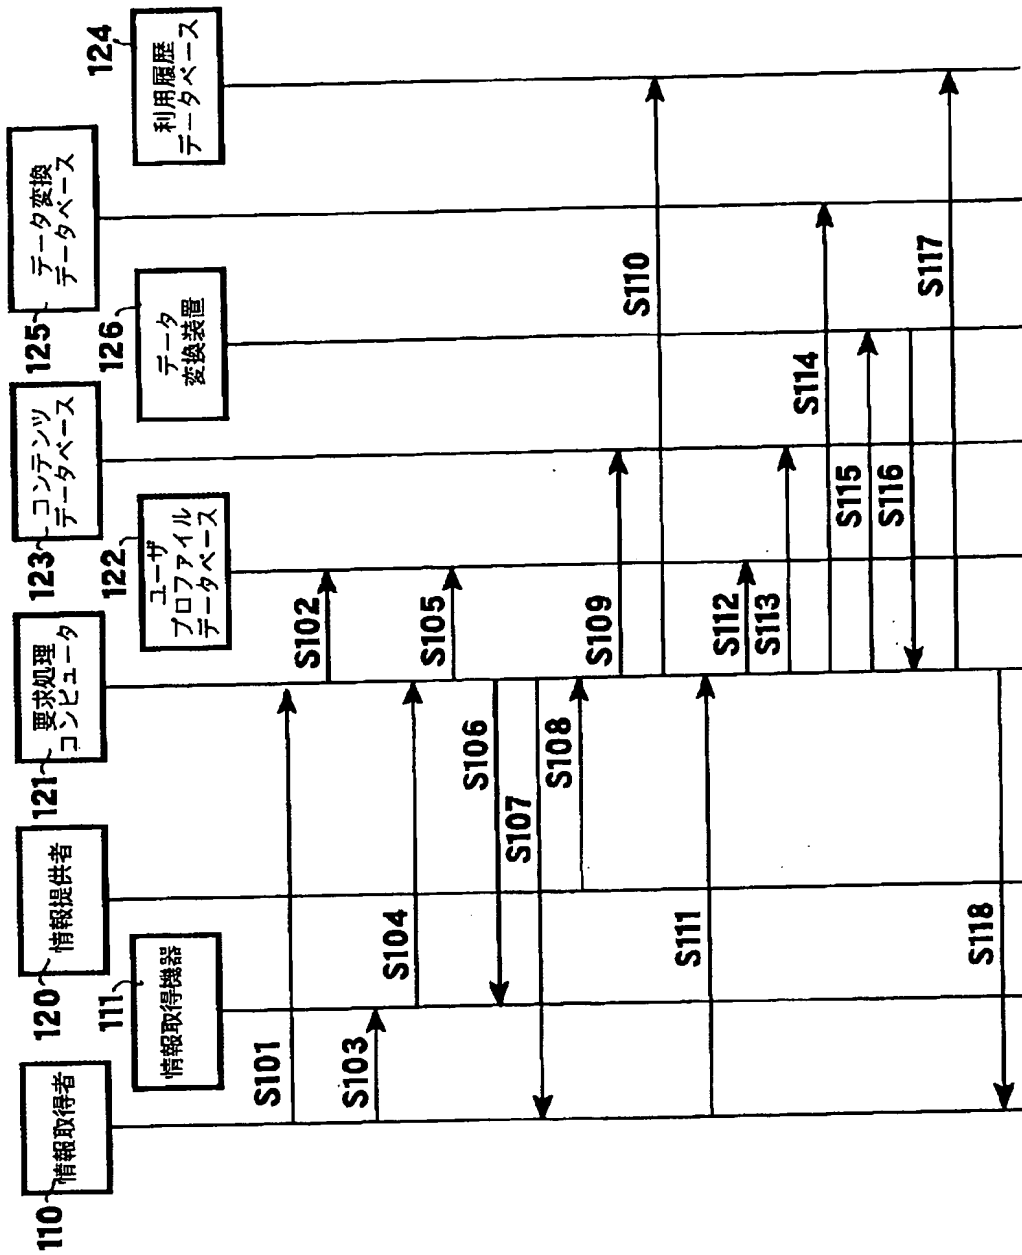 110
情報取得者
111
情報取得機器
120
情報提供者
121
要求処理
コンピュータ
122
ユーザ
プロファイル
データベース
123
コンテンツ
データベース
126
データ
変換装置
125
データ変換
データベース
124
利用履歴
データベース
S101
S102
S103
S104
S105
S106
S107
S108
S109
S110
S111
S112
S113
S114
S115
S116
S117
S118